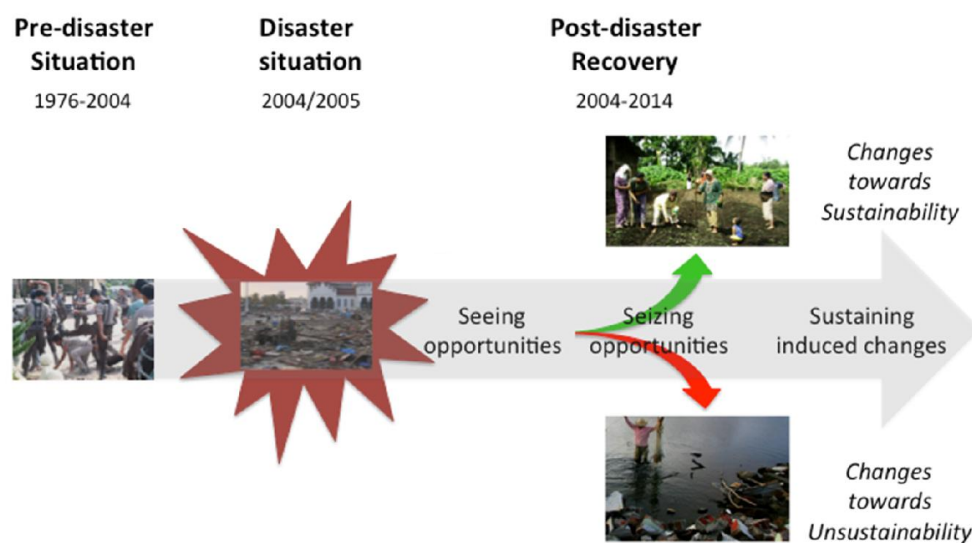 Pre-disaster
Situation
1976-2004
Disaster
situation
2004/2005
Post-disaster
Recovery
2004-2014
Changes
towards
Sustainability
Seeing
opportunities
Seizing
opportunities
Sustaining
induced changes
Changes
towards
Unsustainability